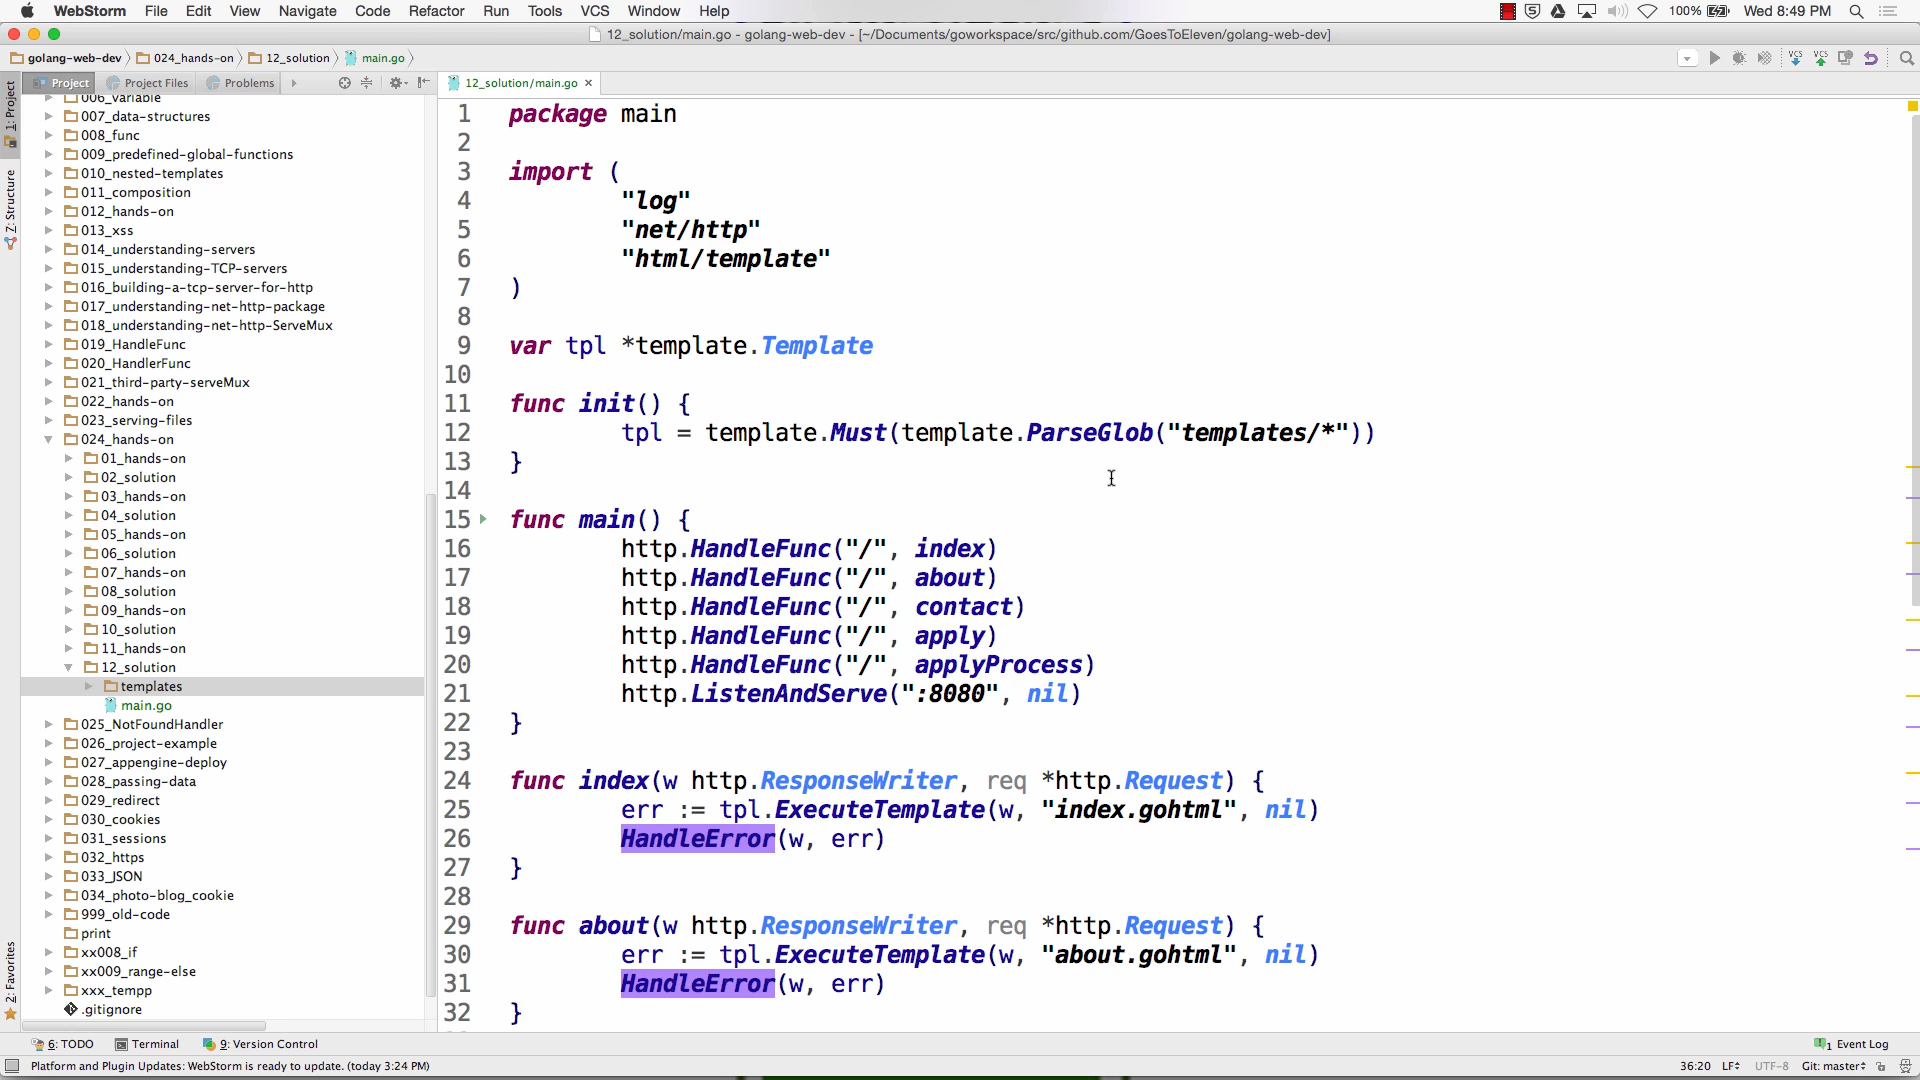 WebStorm File Edit View Navigate Code Refactor Run Tools VCS Window Help 100% Wed 8:49 PM
12_solution/main.go - golang-web-dev - [~/Documents/goworkspace/src/github.com/GoesToEleven/golang-web-dev]
golang-web-dev 024_hands-on 12_solution main.go
Project Project Files Problems 12_solution/main.go
1: Project
Z: Structure
2: Favorites
006_variable
007_data-structures
008_func
009_predefined-global-functions
010_nested-templates
011_composition
012_hands-on
013_xss
014_understanding-servers
015_understanding-TCP-servers
016_building-a-tcp-server-for-http
017_understanding-net-http-package
018_understanding-net-http-ServeMux
019_HandleFunc
020_HandlerFunc
021_third-party-serveMux
022_hands-on
023_serving-files
024_hands-on
01_hands-on
02_solution
03_hands-on
04_solution
05_hands-on
06_solution
07_hands-on
08_solution
09_hands-on
10_solution
11_hands-on
12_solution
templates
main.go
025_NotFoundHandler
026_project-example
027_appengine-deploy
028_passing-data
029_redirect
030_cookies
031_sessions
032_https
033_JSON
034_photo-blog_cookie
999_old-code
print
xx008_if
xx009_range-else
xxx_tempp
.gitignore
1 package main
2
3 import (
4 "log"
5 "net/http"
6 "html/template"
7 )
8
9 var tpl *template.Template
10
11 func init() {
12 tpl = template.Must(template.ParseGlob("templates/*"))
13 }
14
15 func main() {
16 http.HandleFunc("/", index)
17 http.HandleFunc("/", about)
18 http.HandleFunc("/", contact)
19 http.HandleFunc("/", apply)
20 http.HandleFunc("/", applyProcess)
21 http.ListenAndServe(":8080", nil)
22 }
23
24 func index(w http.ResponseWriter, req *http.Request) {
25 err := tpl.ExecuteTemplate(w, "index.gohtml", nil)
26 HandleError(w, err)
27 }
28
29 func about(w http.ResponseWriter, req *http.Request) {
30 err := tpl.ExecuteTemplate(w, "about.gohtml", nil)
31 HandleError(w, err)
32 }
6: TODO Terminal 9: Version Control 1 Event Log
Platform and Plugin Updates: WebStorm is ready to update. (today 3:24 PM) 36:20 LF UTF-8 Git: master